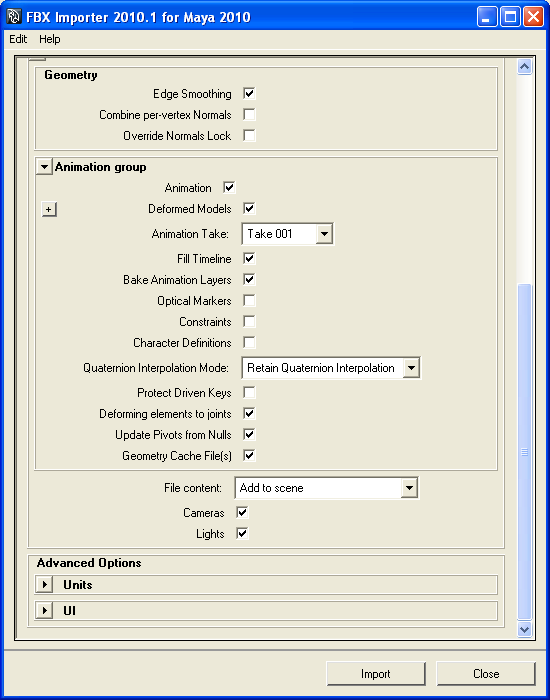 FBX Importer 2010.1 for Maya 2010
Edit Help
Geometry
Edge Smoothing
Combine per-vertex Normals
Override Normals Lock
Animation group
Animation
Deformed Models
Animation Take: Take 001
Fill Timeline
Bake Animation Layers
Optical Markers
Constraints
Character Definitions
Quaternion Interpolation Mode: Retain Quaternion Interpolation
Protect Driven Keys
Deforming elements to joints
Update Pivots from Nulls
Geometry Cache File(s)
File content: Add to scene
Cameras
Lights
Advanced Options
Units
UI
Import Close